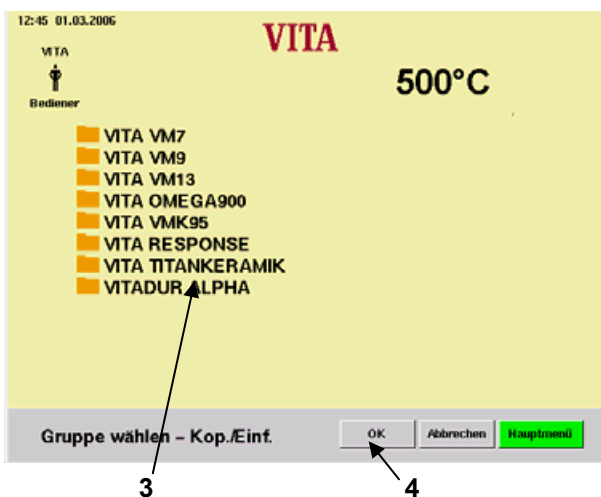 12:45 01.03.2006
VITA
VITA
500°C
Bediener
VITA VM7
VITA VM9
VITA VM13
VITA OMEGA900
VITA VMK95
VITA RESPONSE
VITA TITANKERAMIK
VITADUR ALPHA
Gruppe wählen – Kop./Einf. OK Abbrechen Hauptmenü
3 4